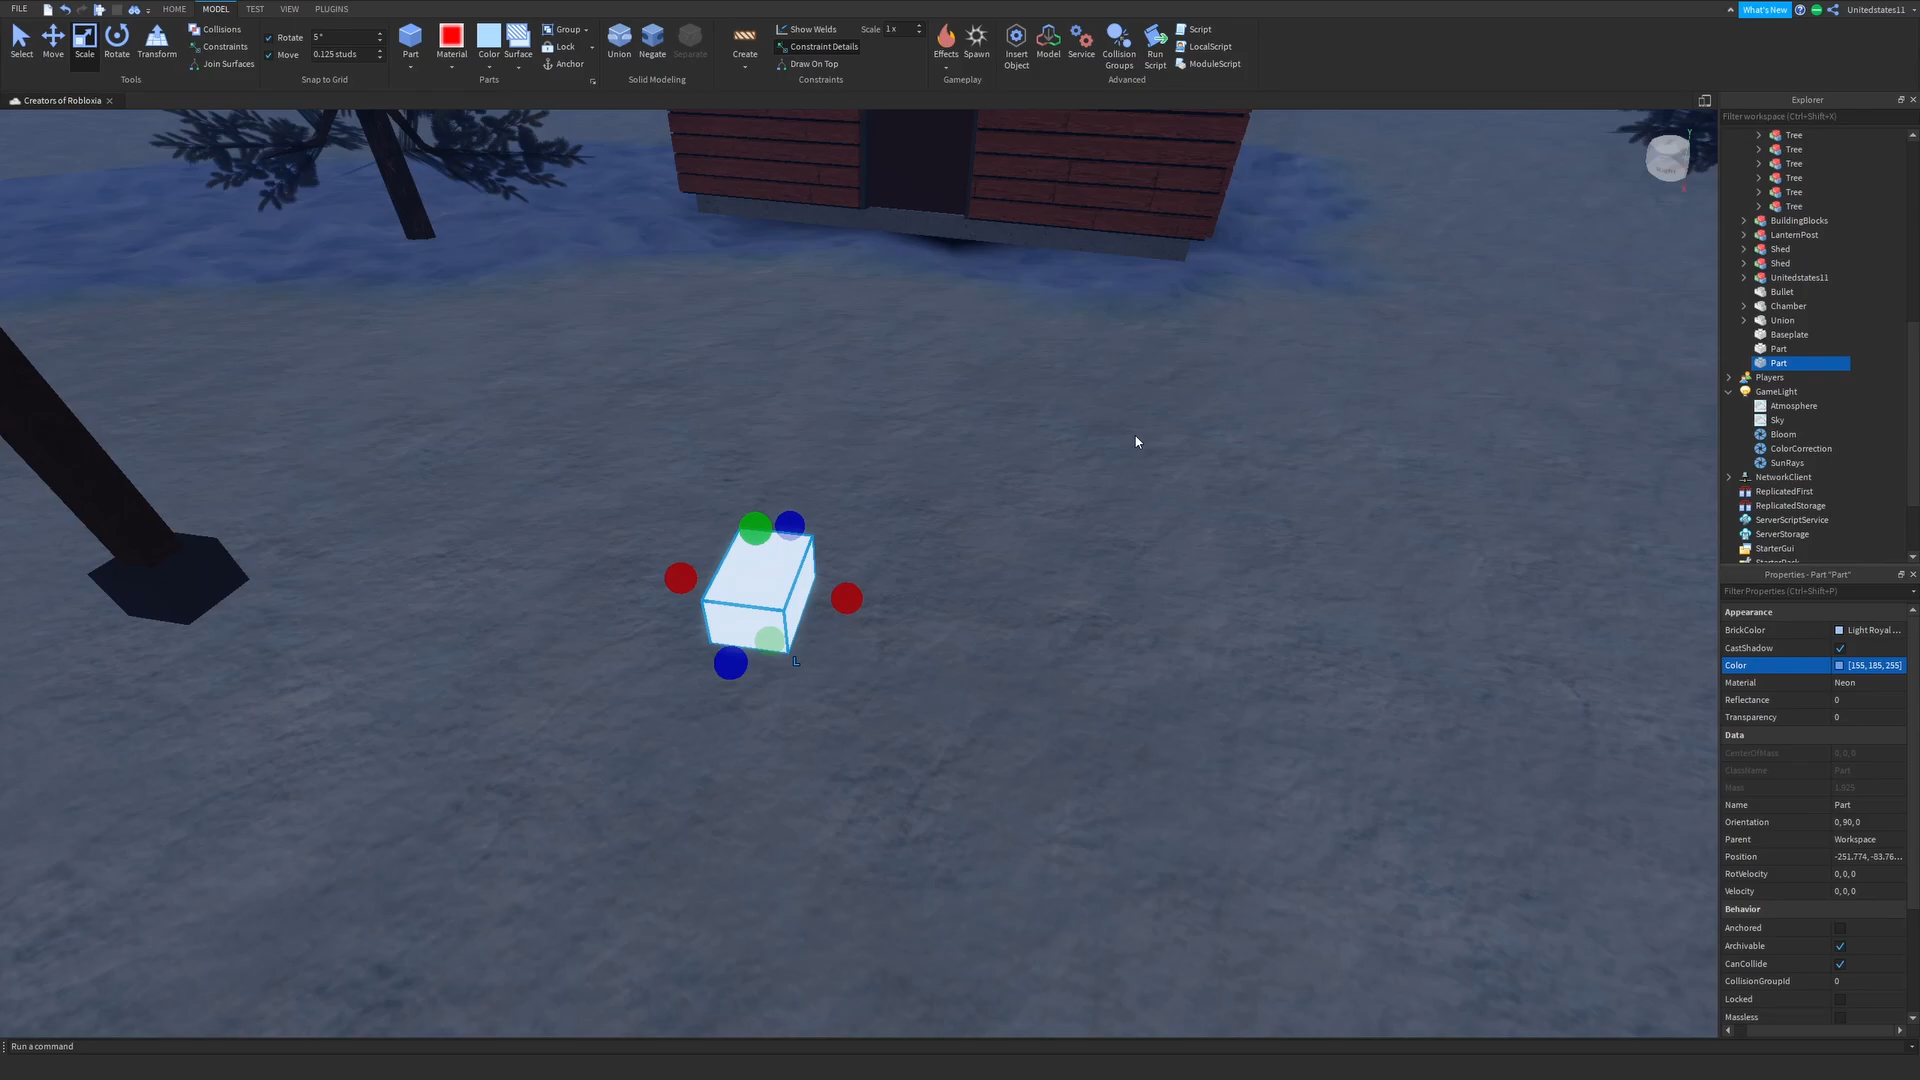 FILE HOME MODEL TEST VIEW PLUGINS What's New Unitedstates11
Select Move Scale Rotate Transform
Collisions
Constraints
Join Surfaces
Tools
Rotate 5°
Move 0.125 studs
Snap to Grid
Part Material Color Surface
Group
Lock
Anchor
Parts
Union Negate Separate
Solid Modeling
Create
Show Welds Scale 1x
Constraint Details
Draw On Top
Constraints
Effects Spawn
Gameplay
Insert Object Model Service Collision Groups Run Script
Script
LocalScript
ModuleScript
Advanced
Creators of Robloxia
Explorer
Filter workspace (Ctrl+Shift+X)
Tree
Tree
Tree
Tree
Tree
Tree
BuildingBlocks
LanternPost
Shed
Shed
Unitedstates11
Bullet
Chamber
Union
Baseplate
Part
Part
Players
GameLight
Atmosphere
Sky
Bloom
ColorCorrection
SunRays
NetworkClient
ReplicatedFirst
ReplicatedStorage
ServerScriptService
ServerStorage
StarterGui
Y
L
Properties - Part "Part"
Filter Properties (Ctrl+Shift+P)
Appearance
BrickColor Light Royal ...
CastShadow
Color [155, 185, 255]
Material Neon
Reflectance 0
Transparency 0
Data
CenterOfMass 0, 0, 0
ClassName Part
Mass 1.925
Name Part
Orientation 0, 90, 0
Parent Workspace
Position -251.774, -83.76...
RotVelocity 0, 0, 0
Velocity 0, 0, 0
Behavior
Anchored
Archivable
CanCollide
CollisionGroupId 0
Locked
Massless
Run a command